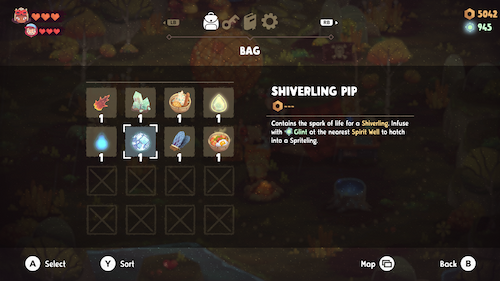 LB
RB
5042
945
BAG
1 1 1 1
1 1 1 1
SHIVERLING PIP
---
Contains the spark of life for a Shiverling. Infuse
with Glint at the nearest Spirit Well to hatch
into a Spriteling.
A Select
Y Sort
Map
Back B